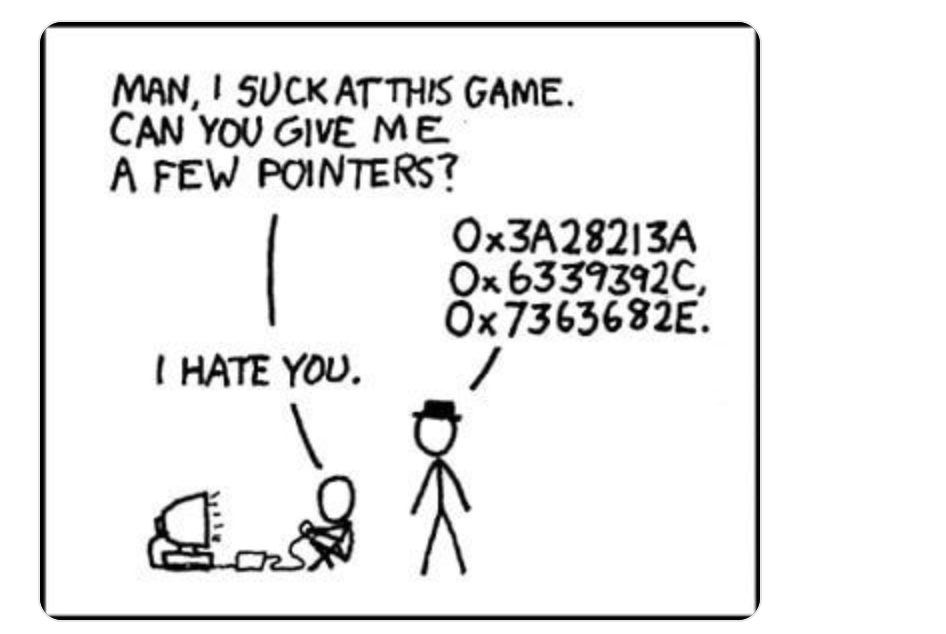 MAN, I SUCK AT THIS GAME.
CAN YOU GIVE ME
A FEW POINTERS?
0x3A28213A
0x6339392C,
0x7363682E.
I HATE YOU.